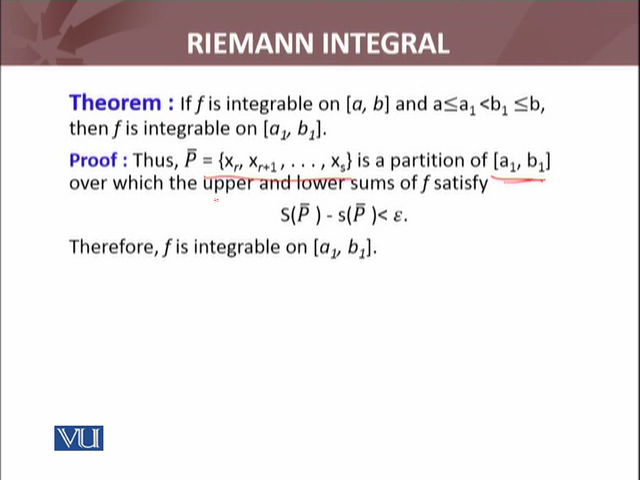 RIEMANN INTEGRAL
Theorem : If f is integrable on [a, b] and a≤a₁ <b₁ ≤b,
then f is integrable on [a₁, b₁].
Proof : Thus, P̄ = {xᵣ, xᵣ₊₁ , . . . , xₛ} is a partition of [a₁, b₁]
over which the upper and lower sums of f satisfy
S(P̄ ) - s(P̄ )< ε.
Therefore, f is integrable on [a₁, b₁].
VU